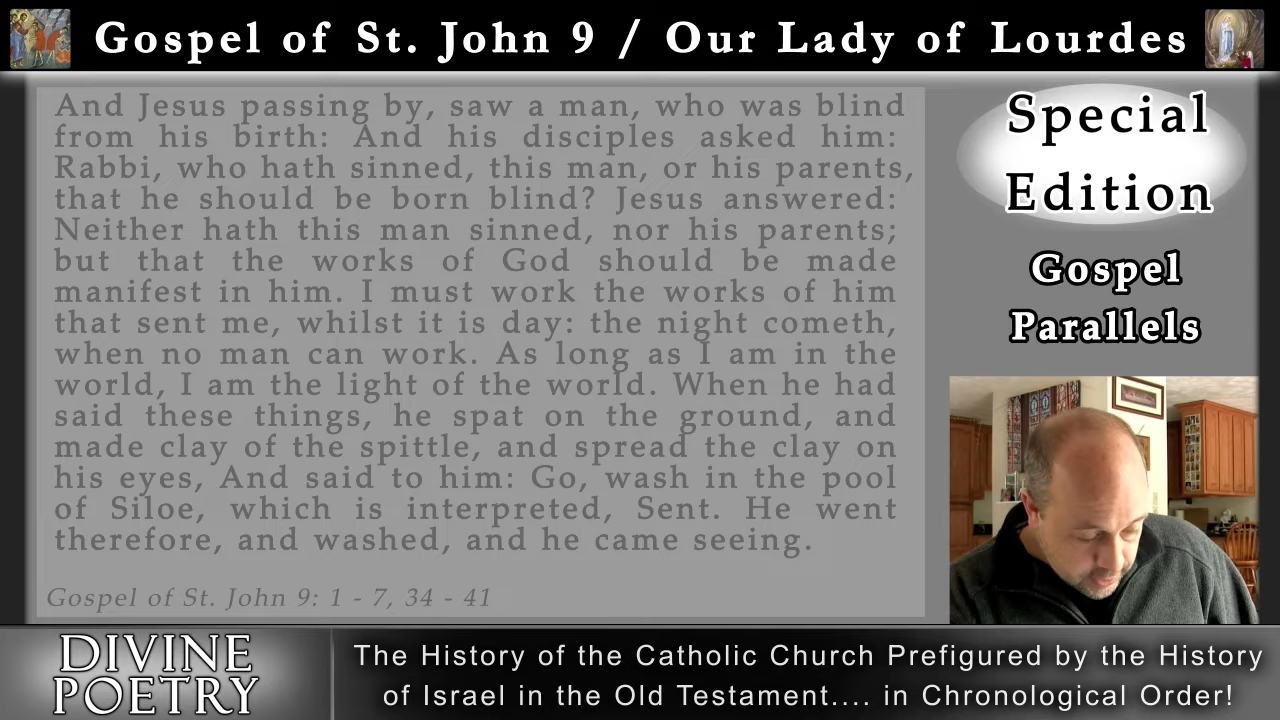 Gospel of St. John 9 / Our Lady of Lourdes
And Jesus passing by, saw a man, who was blind
from his birth: And his disciples asked him:
Rabbi, who hath sinned, this man, or his parents,
that he should be born blind? Jesus answered:
Neither hath this man sinned, nor his parents;
but that the works of God should be made
manifest in him. I must work the works of him
that sent me, whilst it is day: the night cometh,
when no man can work. As long as I am in the
world, I am the light of the world. When he had
said these things, he spat on the ground, and
made clay of the spittle, and spread the clay on
his eyes, And said to him: Go, wash in the pool
of Siloe, which is interpreted, Sent. He went
therefore, and washed, and he came seeing.
Gospel of St. John 9: 1 - 7, 34 - 41
Special
Edition
Gospel
Parallels
DIVINE
POETRY
The History of the Catholic Church Prefigured by the History
of Israel in the Old Testament.... in Chronological Order!